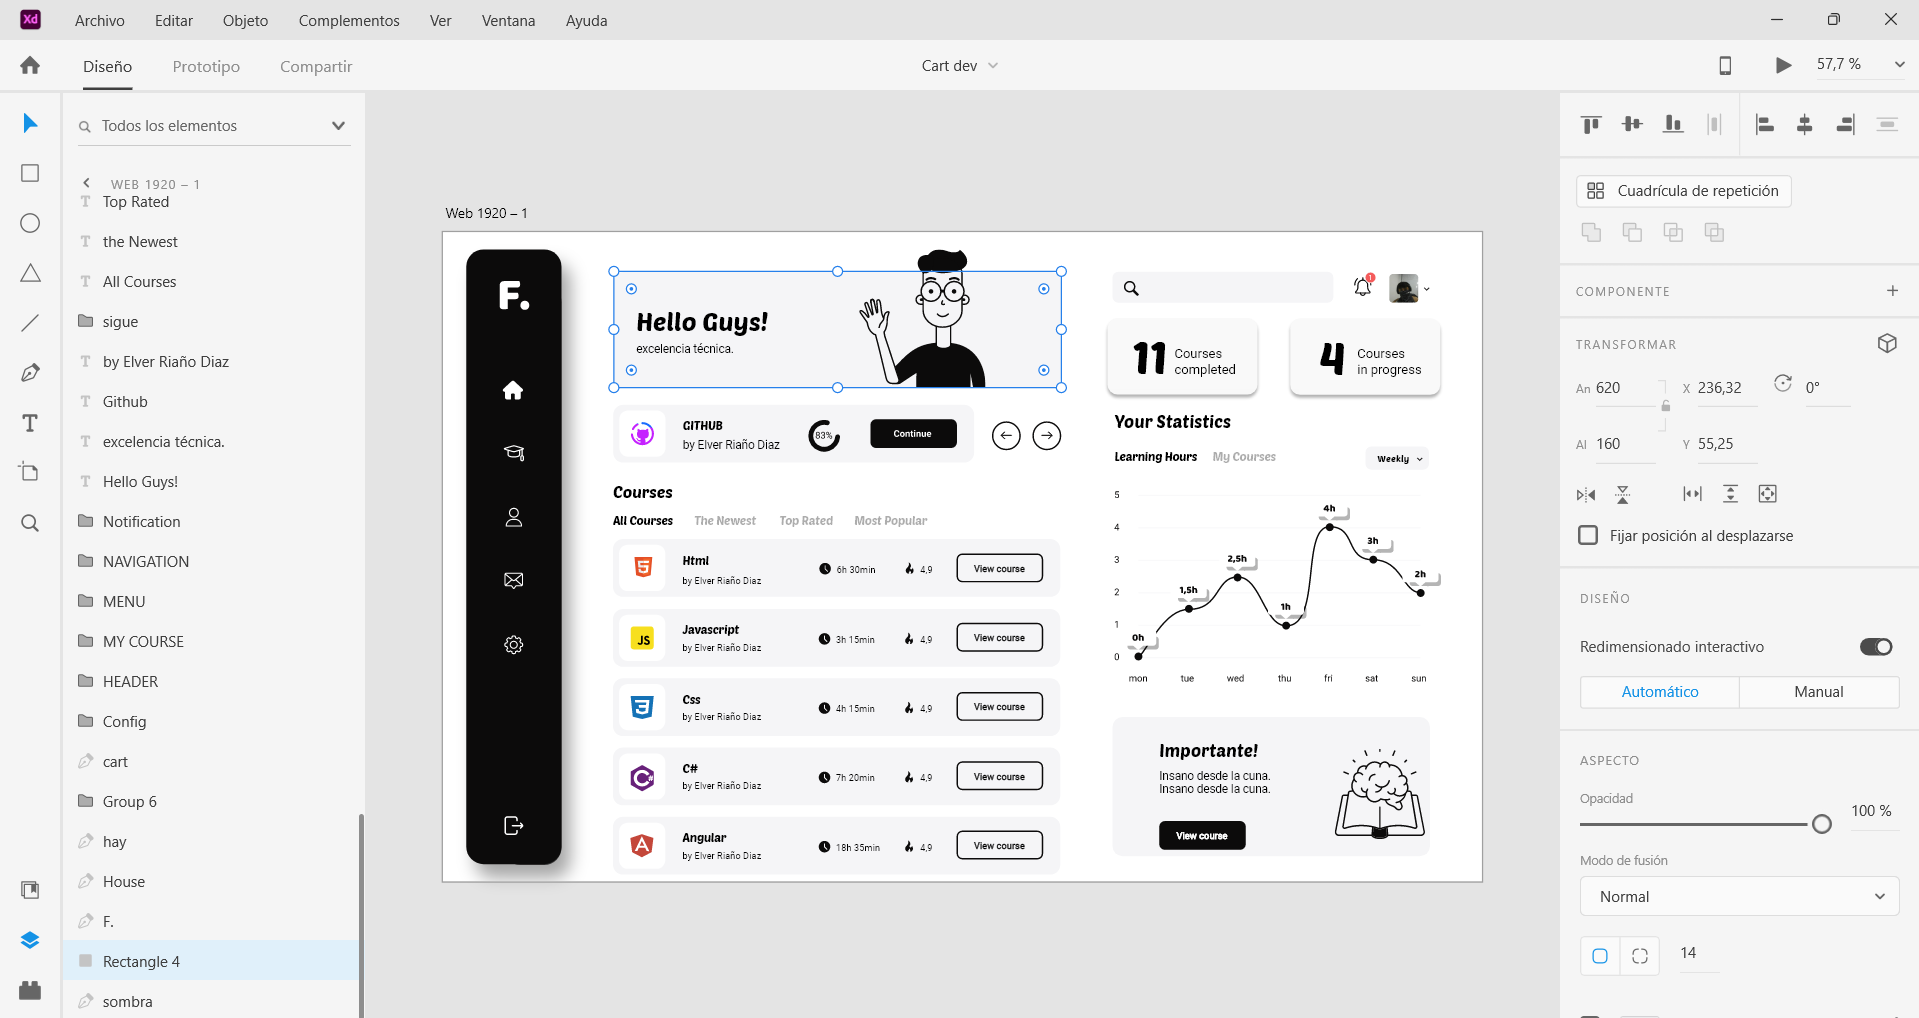 Xd
Archivo
Editar
Objeto
Complementos
Ver
Ventana
Ayuda
Diseño
Prototipo
Compartir
Cart dev
57,7 %
Todos los elementos
WEB 1920 – 1
Top Rated
the Newest
All Courses
sigue
by Elver Riaño Diaz
Github
excelencia técnica.
Hello Guys!
Notification
NAVIGATION
MENU
MY COURSE
HEADER
Config
cart
Group 6
hay
House
F.
Rectangle 4
sombra
Web 1920 – 1
F.
Hello Guys!
excelencia técnica.
GITHUB
by Elver Riaño Diaz
83%
Continue
Courses
All Courses
The Newest
Top Rated
Most Popular
Html
by Elver Riaño Diaz
6h 30min
4,9
View course
JS
Javascript
by Elver Riaño Diaz
3h 15min
4,9
View course
Css
by Elver Riaño Diaz
4h 15min
4,9
View course
C#
by Elver Riaño Diaz
7h 20min
4,9
View course
Angular
by Elver Riaño Diaz
18h 35min
4,9
View course
1
11 Courses
completed
4 Courses
in progress
Your Statistics
Learning Hours
My Courses
Weekly
5
4
3
2
1
0
0h
1,5h
2,5h
1h
4h
3h
2h
mon
tue
wed
thu
fri
sat
sun
Importante!
Insano desde la cuna.
Insano desde la cuna.
View course
Cuadrícula de repetición
COMPONENTE
TRANSFORMAR
An 620
X 236,32
0°
Al 160
Y 55,25
Fijar posición al desplazarse
DISEÑO
Redimensionado interactivo
Automático
Manual
ASPECTO
Opacidad
100 %
Modo de fusión
Normal
14